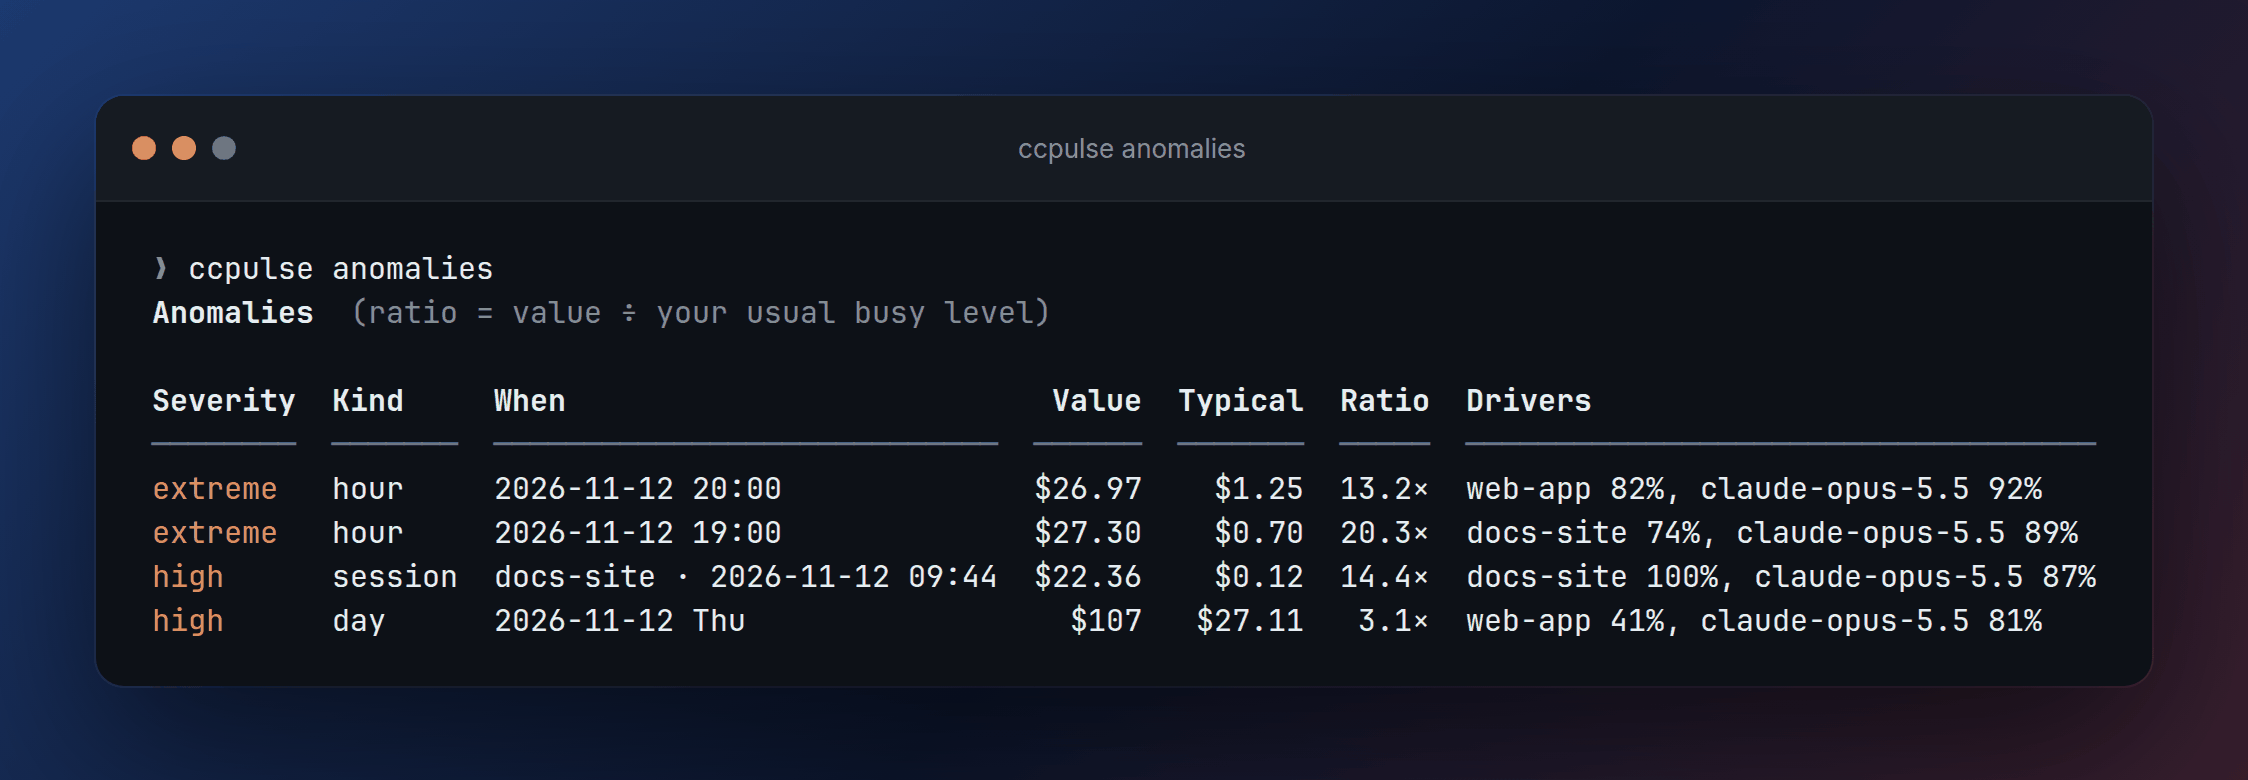 ccpulse anomalies
❯ ccpulse anomalies
Anomalies  (ratio = value ÷ your usual busy level)
Severity  Kind     When                          Value  Typical  Ratio  Drivers
extreme   hour     2026-11-12 20:00              $26.97    $1.25  13.2×  web-app 82%, claude-opus-5.5 92%
extreme   hour     2026-11-12 19:00              $27.30    $0.70  20.3×  docs-site 74%, claude-opus-5.5 89%
high      session  docs-site · 2026-11-12 09:44  $22.36    $0.12  14.4×  docs-site 100%, claude-opus-5.5 87%
high      day      2026-11-12 Thu                $107   $27.11   3.1×  web-app 41%, claude-opus-5.5 81%